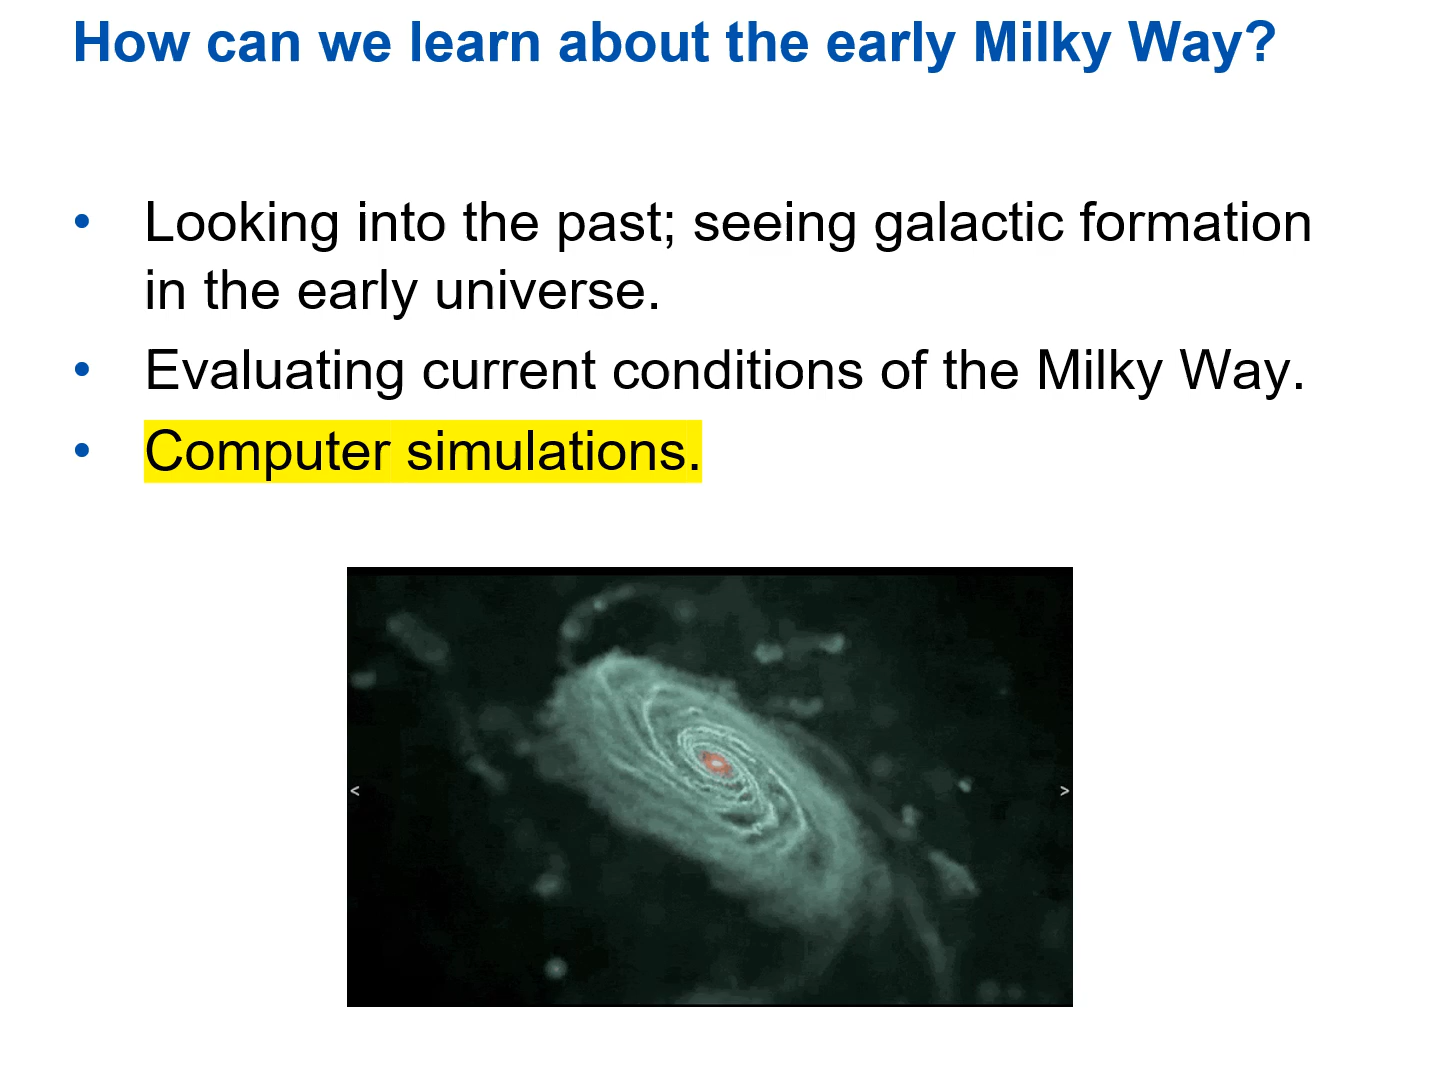 How can we learn about the early Milky Way?
• Looking into the past; seeing galactic formation
in the early universe.
• Evaluating current conditions of the Milky Way.
• Computer simulations.
< >